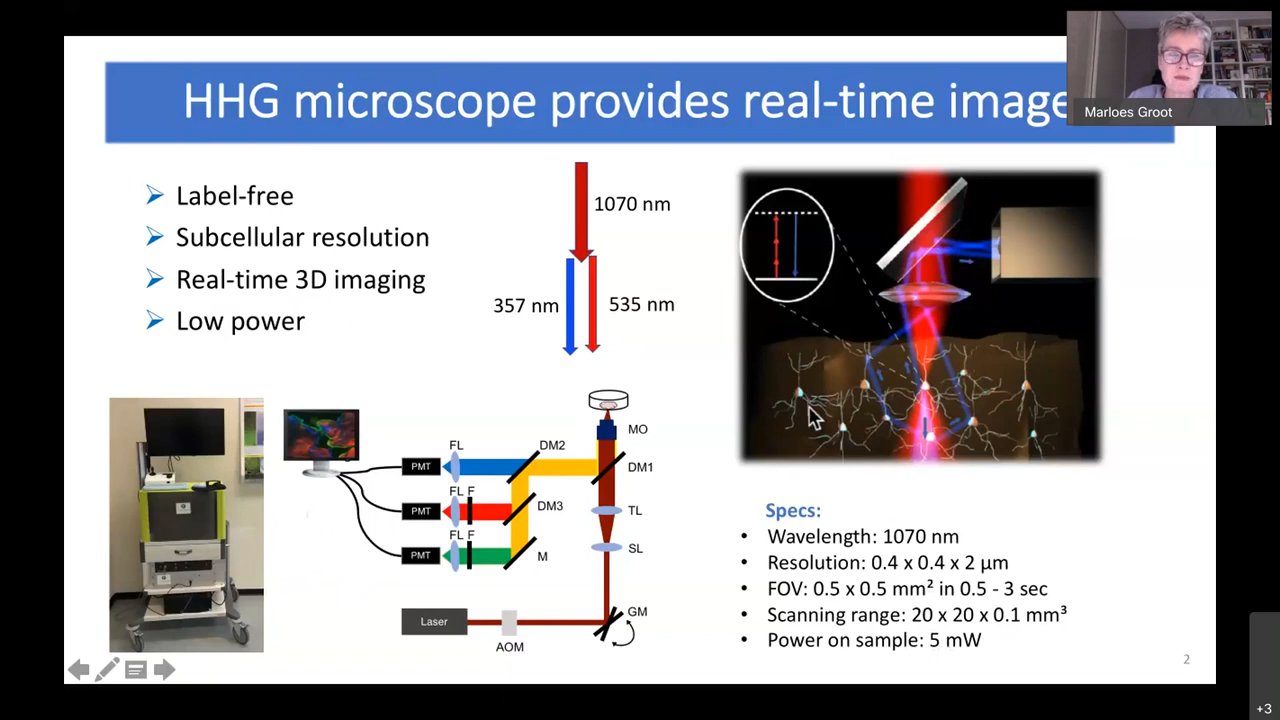 HHG microscope provides real-time image
Marloes Groot
Label-free
Subcellular resolution
Real-time 3D imaging
Low power
1070 nm
357 nm
535 nm
MO
FL
DM2
PMT
DM1
FL F
DM3
PMT
TL
FL F
PMT
M
SL
Laser
AOM
GM
Specs:
• Wavelength: 1070 nm
• Resolution: 0.4 x 0.4 x 2 µm
• FOV: 0.5 x 0.5 mm² in 0.5 - 3 sec
• Scanning range: 20 x 20 x 0.1 mm³
• Power on sample: 5 mW
2
+3